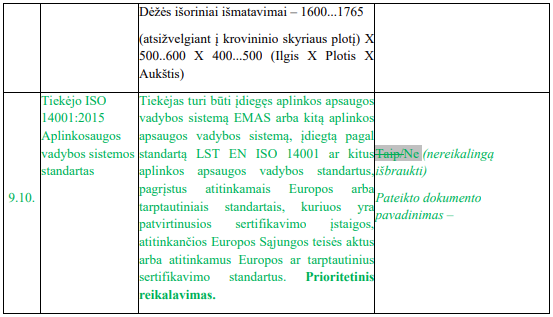 Dėžės išoriniai išmatavimai – 1600...1765
(atsižvelgiant į krovininio skyriaus plotį) X
500..600 X 400...500 (Ilgis X Plotis X
Aukštis)
9.10.
Tiekėjo ISO
14001:2015
Aplinkosaugos
vadybos sistemos
standartas
Tiekėjas turi būti įdiegęs aplinkos apsaugos
vadybos sistemą EMAS arba kitą aplinkos
apsaugos vadybos sistemą, įdiegtą pagal
standartą LST EN ISO 14001 ar kitus
aplinkos apsaugos vadybos standartus,
pagrįstus atitinkamais Europos arba
tarptautiniais standartais, kuriuos yra
patvirtinusios sertifikavimo įstaigos,
atitinkančios Europos Sąjungos teisės aktus
arba atitinkamus Europos ar tarptautinius
sertifikavimo standartus. Prioritetinis
reikalavimas.
Taip/Ne (nereikalingą
išbraukti)
Pateikto dokumento
pavadinimas –